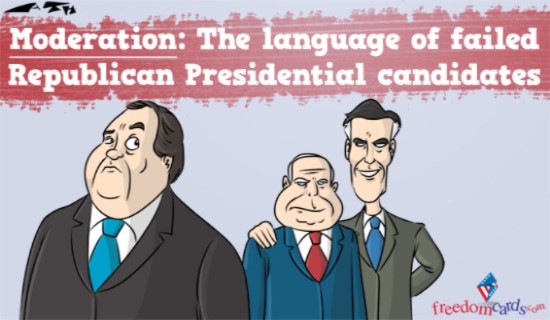 Moderation: The language of failed
Republican Presidential candidates
freedomcards.com